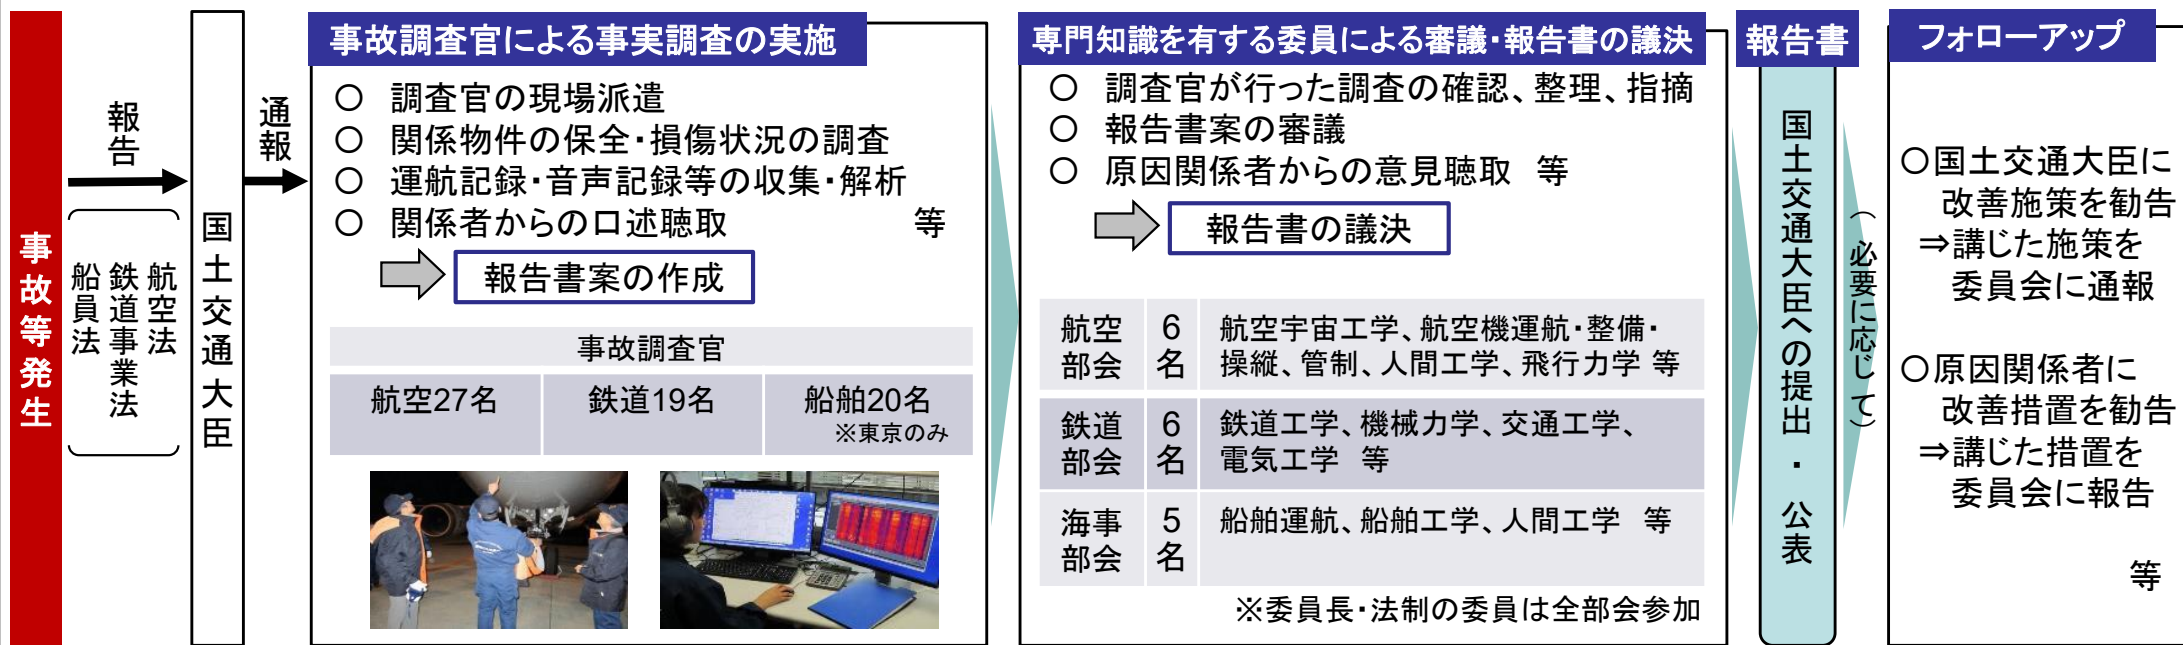 事故等発生
報告
航空法
鉄道事業法
船員法
国土交通大臣
通報
事故調査官による事実調査の実施
○ 調査官の現場派遣
○ 関係物件の保全・損傷状況の調査
○ 運航記録・音声記録等の収集・解析
○ 関係者からの口述聴取 等
報告書案の作成
事故調査官
航空27名 鉄道19名 船舶20名
※東京のみ
専門知識を有する委員による審議・報告書の議決
○ 調査官が行った調査の確認、整理、指摘
○ 報告書案の審議
○ 原因関係者からの意見聴取 等
報告書の議決
航空部会 6名 航空宇宙工学、航空機運航・整備・
操縦、管制、人間工学、飛行力学 等
鉄道部会 6名 鉄道工学、機械力学、交通工学、
電気工学 等
海事部会 5名 船舶運航、船舶工学、人間工学 等
※委員長・法制の委員は全部会参加
報告書
国土交通大臣への提出・公表
（必要に応じて）
フォローアップ
○国土交通大臣に
改善施策を勧告
⇒講じた施策を
委員会に通報
○原因関係者に
改善措置を勧告
⇒講じた措置を
委員会に報告
等